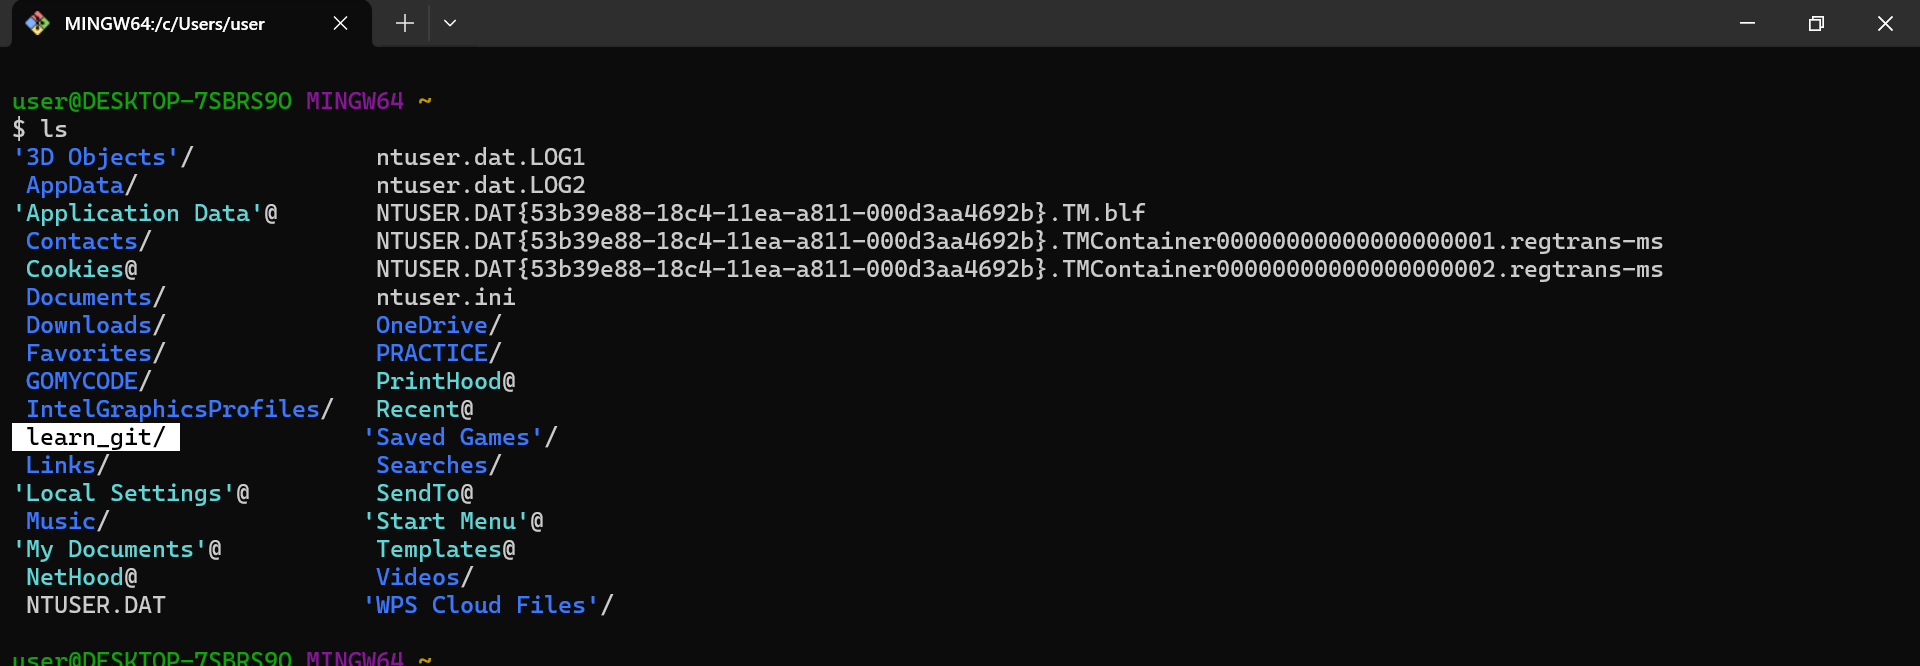 MINGW64:/c/Users/user
user@DESKTOP-7SBRS9O MINGW64 ~
$ ls
'3D Objects'/ ntuser.dat.LOG1
AppData/ ntuser.dat.LOG2
'Application Data'@ NTUSER.DAT{53b39e88-18c4-11ea-a811-000d3aa4692b}.TM.blf
Contacts/ NTUSER.DAT{53b39e88-18c4-11ea-a811-000d3aa4692b}.TMContainer00000000000000000001.regtrans-ms
Cookies@ NTUSER.DAT{53b39e88-18c4-11ea-a811-000d3aa4692b}.TMContainer00000000000000000002.regtrans-ms
Documents/ ntuser.ini
Downloads/ OneDrive/
Favorites/ PRACTICE/
GOMYCODE/ PrintHood@
IntelGraphicsProfiles/ Recent@
learn_git/ 'Saved Games'/
Links/ Searches/
'Local Settings'@ SendTo@
Music/ 'Start Menu'@
'My Documents'@ Templates@
NetHood@ Videos/
NTUSER.DAT 'WPS Cloud Files'/
user@DESKTOP-7SBRS9O MINGW64 ~